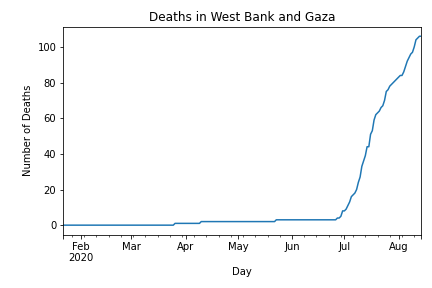 Deaths in West Bank and Gaza
Number of Deaths
100
80
60
40
20
0
Feb Mar Apr May Jun Jul Aug
2020
Day